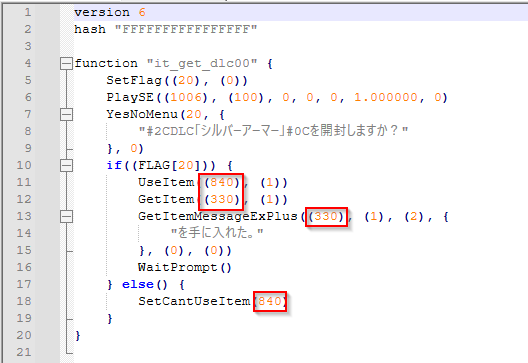 1 version 6
2 hash "FFFFFFFFFFFFFFFF"
3
4 function "it_get_dlc00" {
5 SetFlag((20), (0))
6 PlaySE((1006), (100), 0, 0, 0, 1.000000, 0)
7 YesNoMenu(20, {
8 "#2CDLC「シルバーアーマー」#0Cを開封しますか？"
9 }, 0)
10 if((FLAG[20])) {
11 UseItem((840), (1))
12 GetItem((330), (1))
13 GetItemMessageExPlus((330), (1), (2), {
14 "を手に入れた。"
15 }, (0), (0))
16 WaitPrompt()
17 } else() {
18 SetCantUseItem(840)
19 }
20 }
21